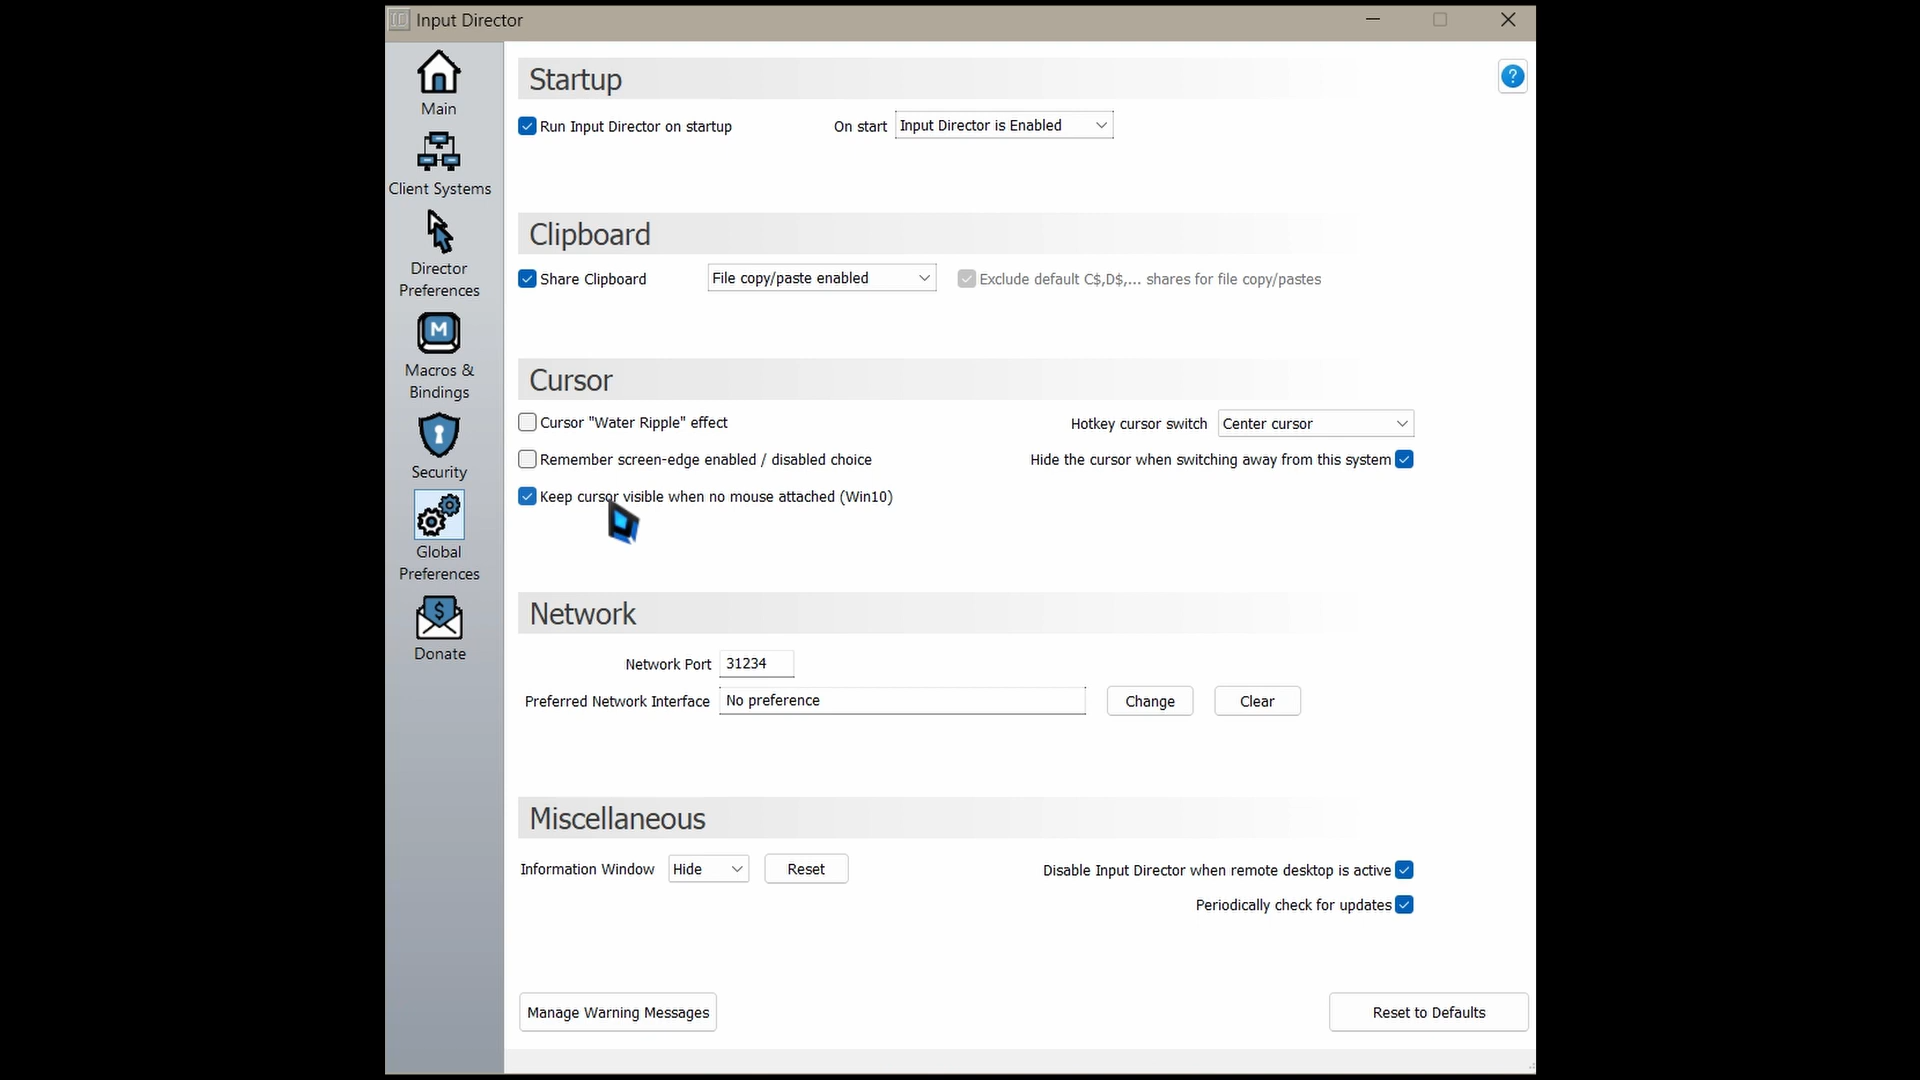 Input Director
Main
Client Systems
Director
Preferences
M
Macros &
Bindings
Security
Global
Preferences
$
Donate
Startup
?
Run Input Director on startup
On start Input Director is Enabled
Clipboard
Share Clipboard File copy/paste enabled Exclude default C$,D$,... shares for file copy/pastes
Cursor
Cursor "Water Ripple" effect Hotkey cursor switch Center cursor
Remember screen-edge enabled / disabled choice Hide the cursor when switching away from this system
Keep cursor visible when no mouse attached (Win10)
Network
Network Port 31234
Preferred Network Interface No preference Change Clear
Miscellaneous
Information Window Hide Reset Disable Input Director when remote desktop is active
Periodically check for updates
Manage Warning Messages Reset to Defaults